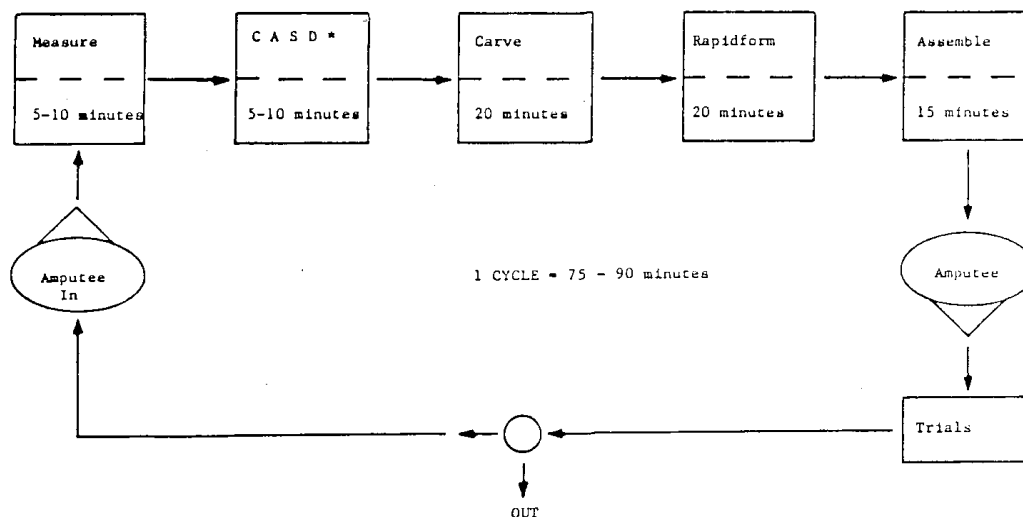 Measure
5-10 minutes
C A S D *
5-10 minutes
Carve
20 minutes
Rapidform
20 minutes
Assemble
15 minutes
Amputee
In
1 CYCLE = 75 - 90 minutes
Amputee
Trials
OUT